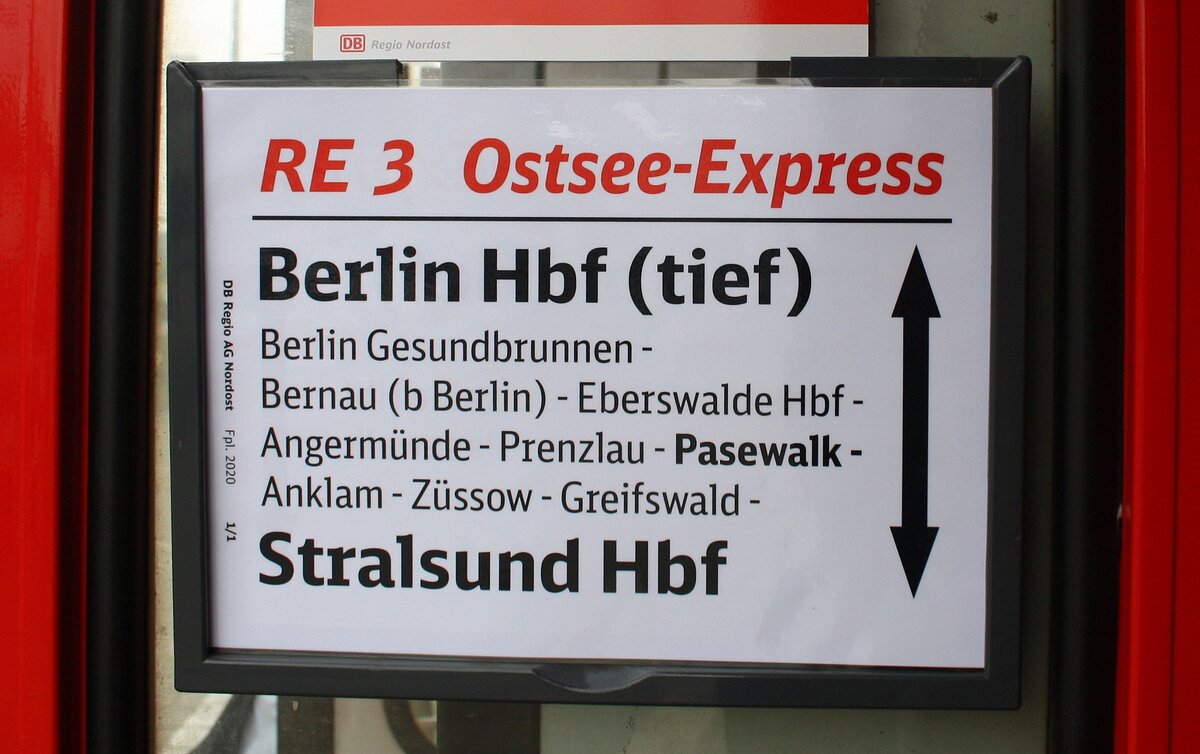 DB Regio Nordost
RE 3 Ostsee-Express
Berlin Hbf (tief)
Berlin Gesundbrunnen -
Bernau (b Berlin) - Eberswalde Hbf -
Angermünde - Prenzlau - Pasewalk -
Anklam - Züssow - Greifswald -
Stralsund Hbf
DB Regio AG Nordost Fpl. 2020 1/1